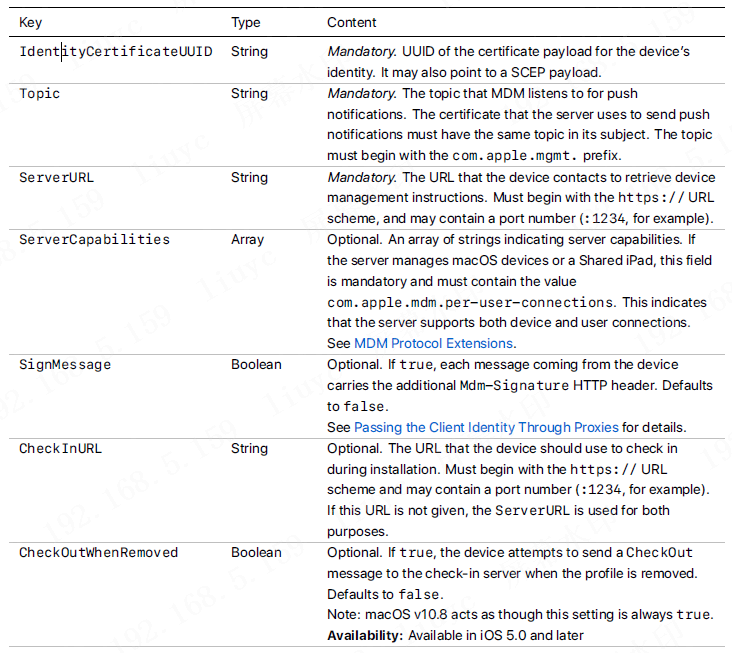 Key Type Content
IdentityCertificateUUID String Mandatory. UUID of the certificate payload for the device’s
identity. It may also point to a SCEP payload.
Topic String Mandatory. The topic that MDM listens to for push
notifications. The certificate that the server uses to send push
notifications must have the same topic in its subject. The topic
must begin with the com.apple.mgmt. prefix.
ServerURL String Mandatory. The URL that the device contacts to retrieve device
management instructions. Must begin with the https:// URL
scheme, and may contain a port number (:1234, for example).
ServerCapabilities Array Optional. An array of strings indicating server capabilities. If
the server manages macOS devices or a Shared iPad, this field
is mandatory and must contain the value
com.apple.mdm.per-user-connections. This indicates
that the server supports both device and user connections.
See MDM Protocol Extensions.
SignMessage Boolean Optional. If true, each message coming from the device
carries the additional Mdm-Signature HTTP header. Defaults
to false.
See Passing the Client Identity Through Proxies for details.
CheckInURL String Optional. The URL that the device should use to check in
during installation. Must begin with the https:// URL
scheme and may contain a port number (:1234, for example).
If this URL is not given, the ServerURL is used for both
purposes.
CheckOutWhenRemoved Boolean Optional. If true, the device attempts to send a CheckOut
message to the check-in server when the profile is removed.
Defaults to false.
Note: macOS v10.8 acts as though this setting is always true.
Availability: Available in iOS 5.0 and later